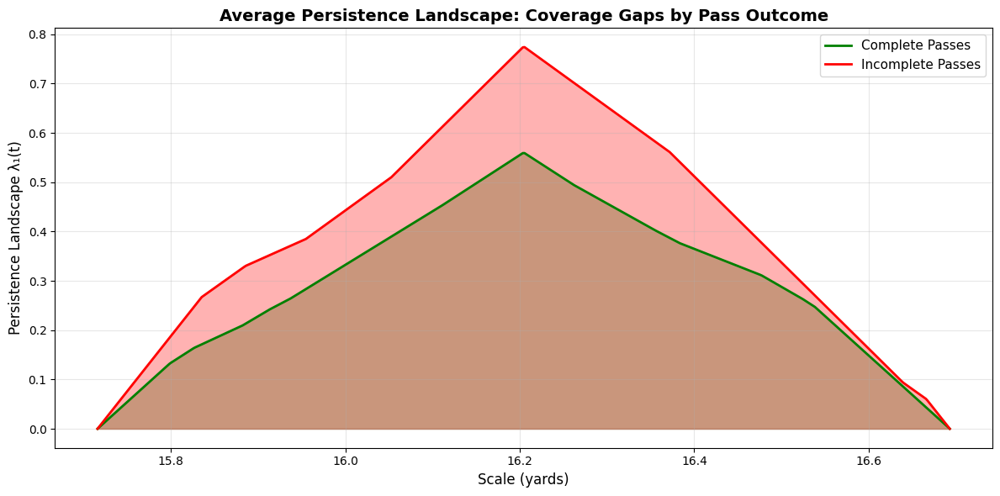 Average Persistence Landscape: Coverage Gaps by Pass Outcome
Complete Passes
Incomplete Passes
Persistence Landscape λ₁(t)
0.8
0.7
0.6
0.5
0.4
0.3
0.2
0.1
0.0
15.8 16.0 16.2 16.4 16.6
Scale (yards)